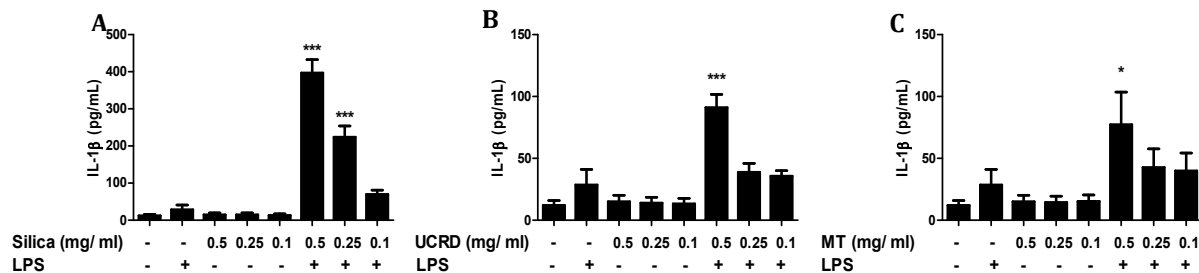 A
IL-1β (pg/mL)
500
400
300
200
100
0
***
***
Silica (mg/ ml) - - 0.5 0.25 0.1 0.5 0.25 0.1
LPS - + - - - + + +
B
IL-1β (pg/mL)
150
100
50
0
***
UCRD (mg/ ml) - - 0.5 0.25 0.1 0.5 0.25 0.1
LPS - + - - - + + +
C
IL-1β (pg/mL)
150
100
50
0
*
MT (mg/ ml) - - 0.5 0.25 0.1 0.5 0.25 0.1
LPS - + - - - + + +